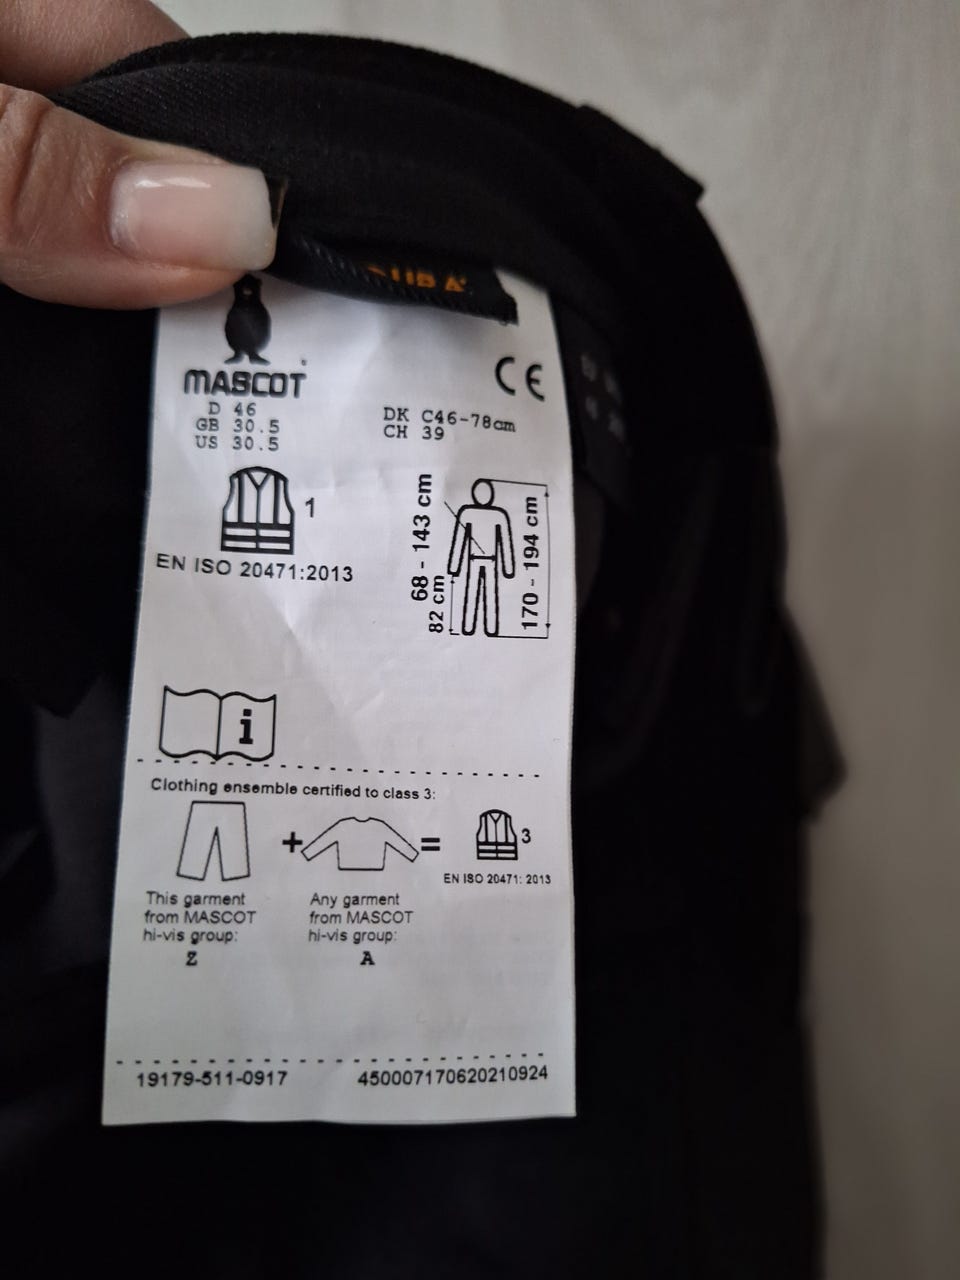 MASCOT
CE
D 46
GB 30.5
US 30.5
DK C46-78cm
CH 39
1
EN ISO 20471:2013
68 - 143 cm
82 cm
170 - 194 cm
i
Clothing ensemble certified to class 3:
+
=
3
EN ISO 20471: 2013
This garment
from MASCOT
hi-vis group:
Z
Any garment
from MASCOT
hi-vis group:
A
19179-511-0917
450007170620210924